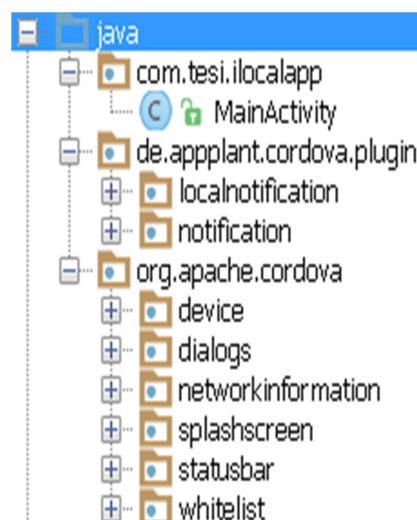 java
com.tesi.ilocalapp
C MainActivity
de.appplant.cordova.plugin
localnotification
notification
org.apache.cordova
device
dialogs
networkinformation
splashscreen
statusbar
whitelist